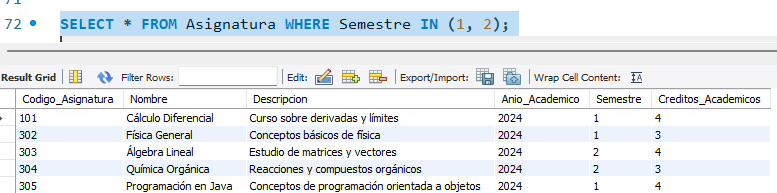 72 SELECT * FROM Asignatura WHERE Semestre IN (1, 2);
Result Grid Filter Rows: Edit: Export/Import: Wrap Cell Content: IA
Codigo_Asignatura Nombre Descripcion Anio_Academico Semestre Creditos_Academicos
101 Cálculo Diferencial Curso sobre derivadas y límites 2024 1 4
302 Física General Conceptos básicos de física 2024 1 3
303 Álgebra Lineal Estudio de matrices y vectores 2024 2 4
304 Química Orgánica Reacciones y compuestos orgánicos 2024 2 3
305 Programación en Java Conceptos de programación orientada a objetos 2024 1 4